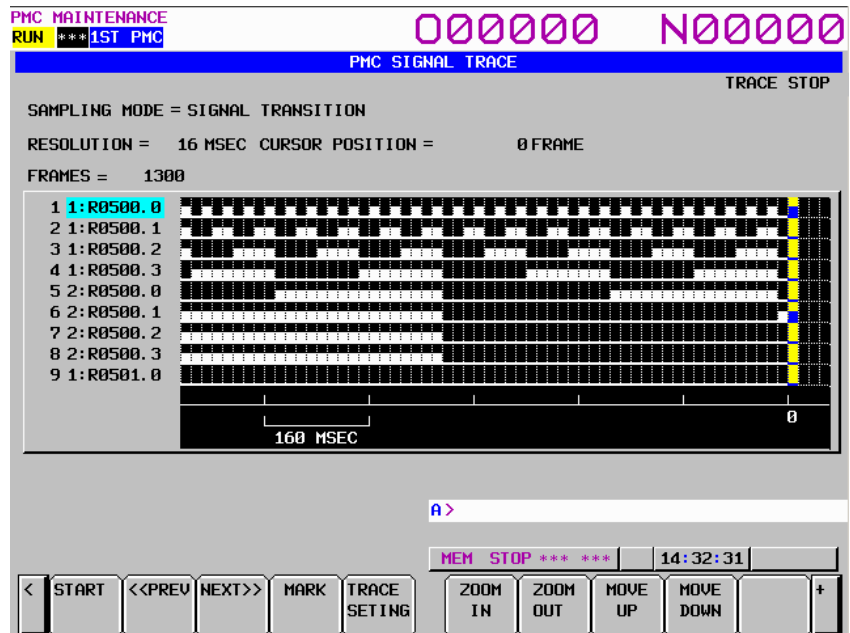 PMC MAINTENANCE
RUN ***1ST PMC
O00000 N00000
PMC SIGNAL TRACE
TRACE STOP
SAMPLING MODE = SIGNAL TRANSITION
RESOLUTION = 16 MSEC CURSOR POSITION = 0 FRAME
FRAMES = 1300
1 1:R0500.0
2 1:R0500.1
3 1:R0500.2
4 1:R0500.3
5 2:R0500.0
6 2:R0500.1
7 2:R0500.2
8 2:R0500.3
9 1:R0501.0
0
160 MSEC
A>
MEM STOP *** ***
14:32:31
< START <<PREV NEXT>> MARK TRACE SETING ZOOM IN ZOOM OUT MOVE UP MOVE DOWN +